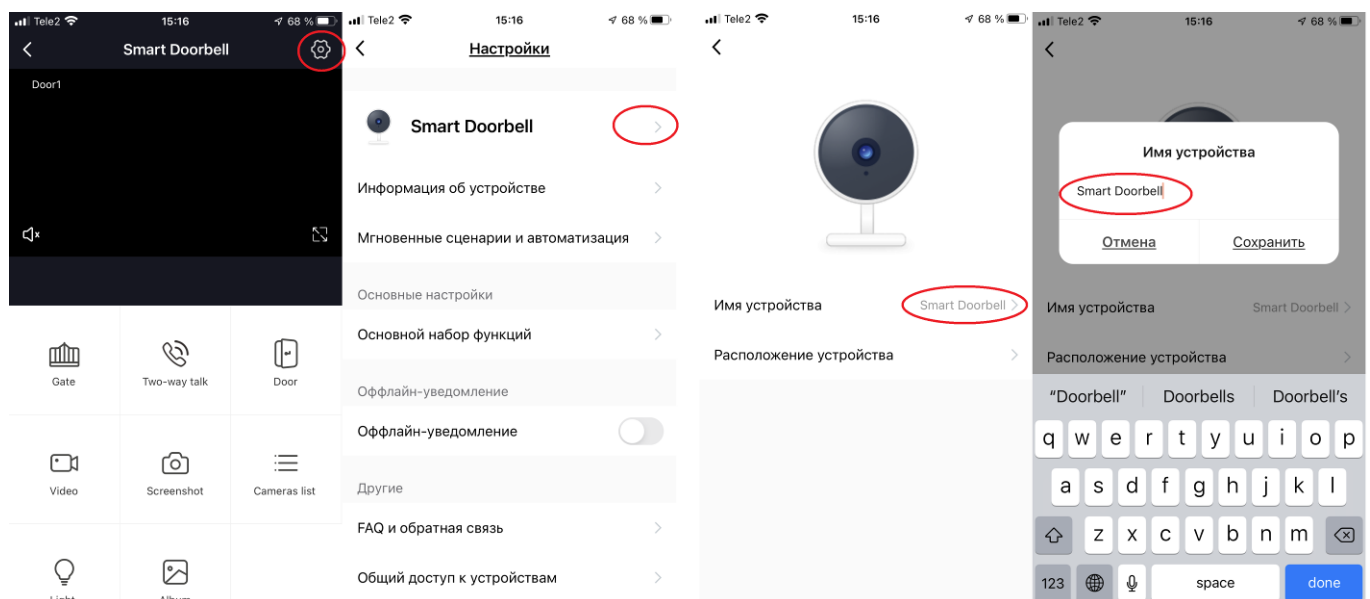 Tele2 15:16 68 %
Smart Doorbell
Door1
Gate
Two-way talk
Door
Video
Screenshot
Cameras list
Light
Album
Tele2 15:16 68 %
Настройки
Smart Doorbell
Информация об устройстве
Мгновенные сценарии и автоматизация
Основные настройки
Основной набор функций
Оффлайн-уведомление
Оффлайн-уведомление
Другие
FAQ и обратная связь
Общий доступ к устройствам
Tele2 15:16 68 %
Имя устройства Smart Doorbell
Расположение устройства
Tele2 15:16 68 %
Имя устройства
Smart Doorbell
Отмена Сохранить
Имя устройства Smart Doorbell
Расположение устройства
"Doorbell" Doorbells Doorbell's
q w e r t y u i o p
a s d f g h j k l
z x c v b n m
123 space done